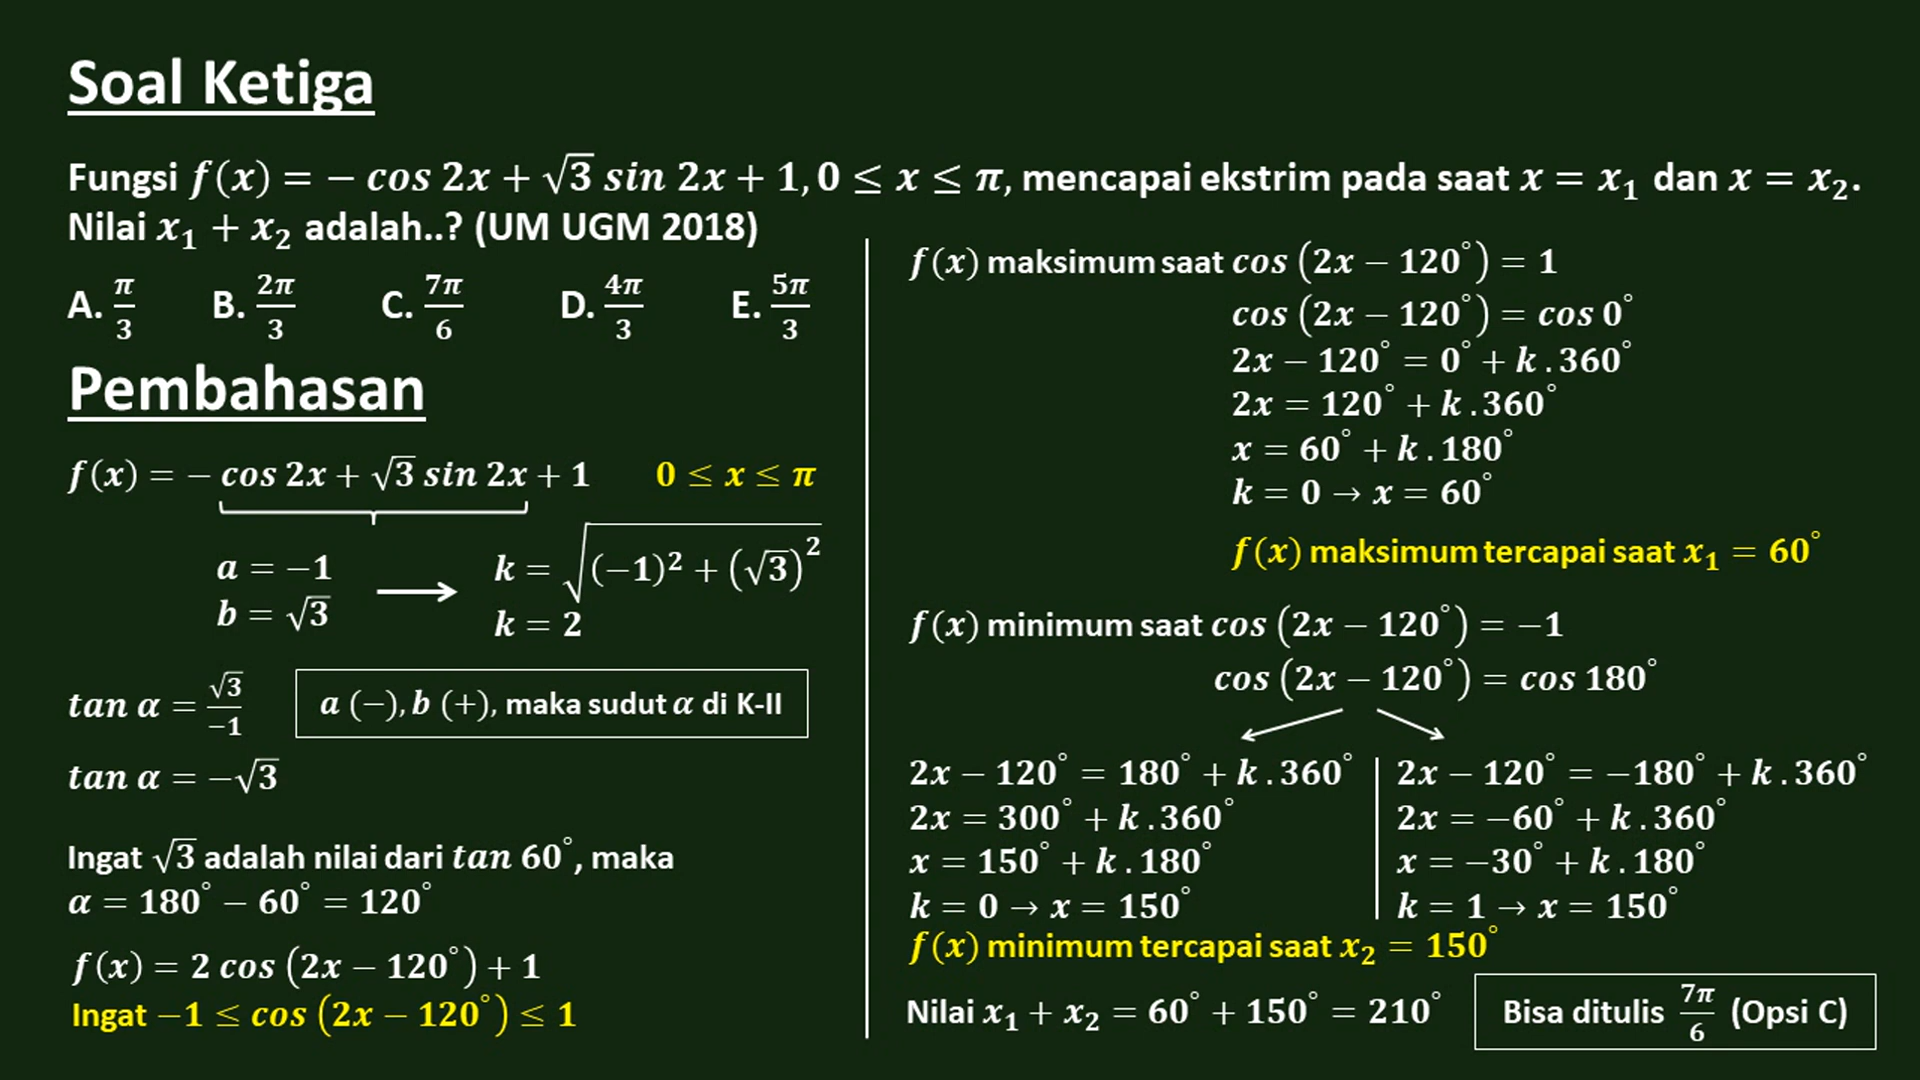 Soal Ketiga
Fungsi f(x) = − cos 2x + √3 sin 2x + 1, 0 ≤ x ≤ π, mencapai ekstrim pada saat x = x₁ dan x = x₂.
Nilai x₁ + x₂ adalah..? (UM UGM 2018)
A. π/3 B. 2π/3 C. 7π/6 D. 4π/3 E. 5π/3
Pembahasan
f(x) = − cos 2x + √3 sin 2x + 1 0 ≤ x ≤ π
a = −1
b = √3
k = √((−1)² + (√3)²)
k = 2
tan α = √3/−1
a (−), b (+), maka sudut α di K-II
tan α = −√3
Ingat √3 adalah nilai dari tan 60°, maka
α = 180° − 60° = 120°
f(x) = 2 cos (2x − 120°) + 1
Ingat −1 ≤ cos (2x − 120°) ≤ 1
f(x) maksimum saat cos (2x − 120°) = 1
cos (2x − 120°) = cos 0°
2x − 120° = 0° + k . 360°
2x = 120° + k . 360°
x = 60° + k . 180°
k = 0 → x = 60°
f(x) maksimum tercapai saat x₁ = 60°
f(x) minimum saat cos (2x − 120°) = −1
cos (2x − 120°) = cos 180°
2x − 120° = 180° + k . 360°
2x = 300° + k . 360°
x = 150° + k . 180°
k = 0 → x = 150°
2x − 120° = −180° + k . 360°
2x = −60° + k . 360°
x = −30° + k . 180°
k = 1 → x = 150°
f(x) minimum tercapai saat x₂ = 150°
Nilai x₁ + x₂ = 60° + 150° = 210°
Bisa ditulis 7π/6 (Opsi C)